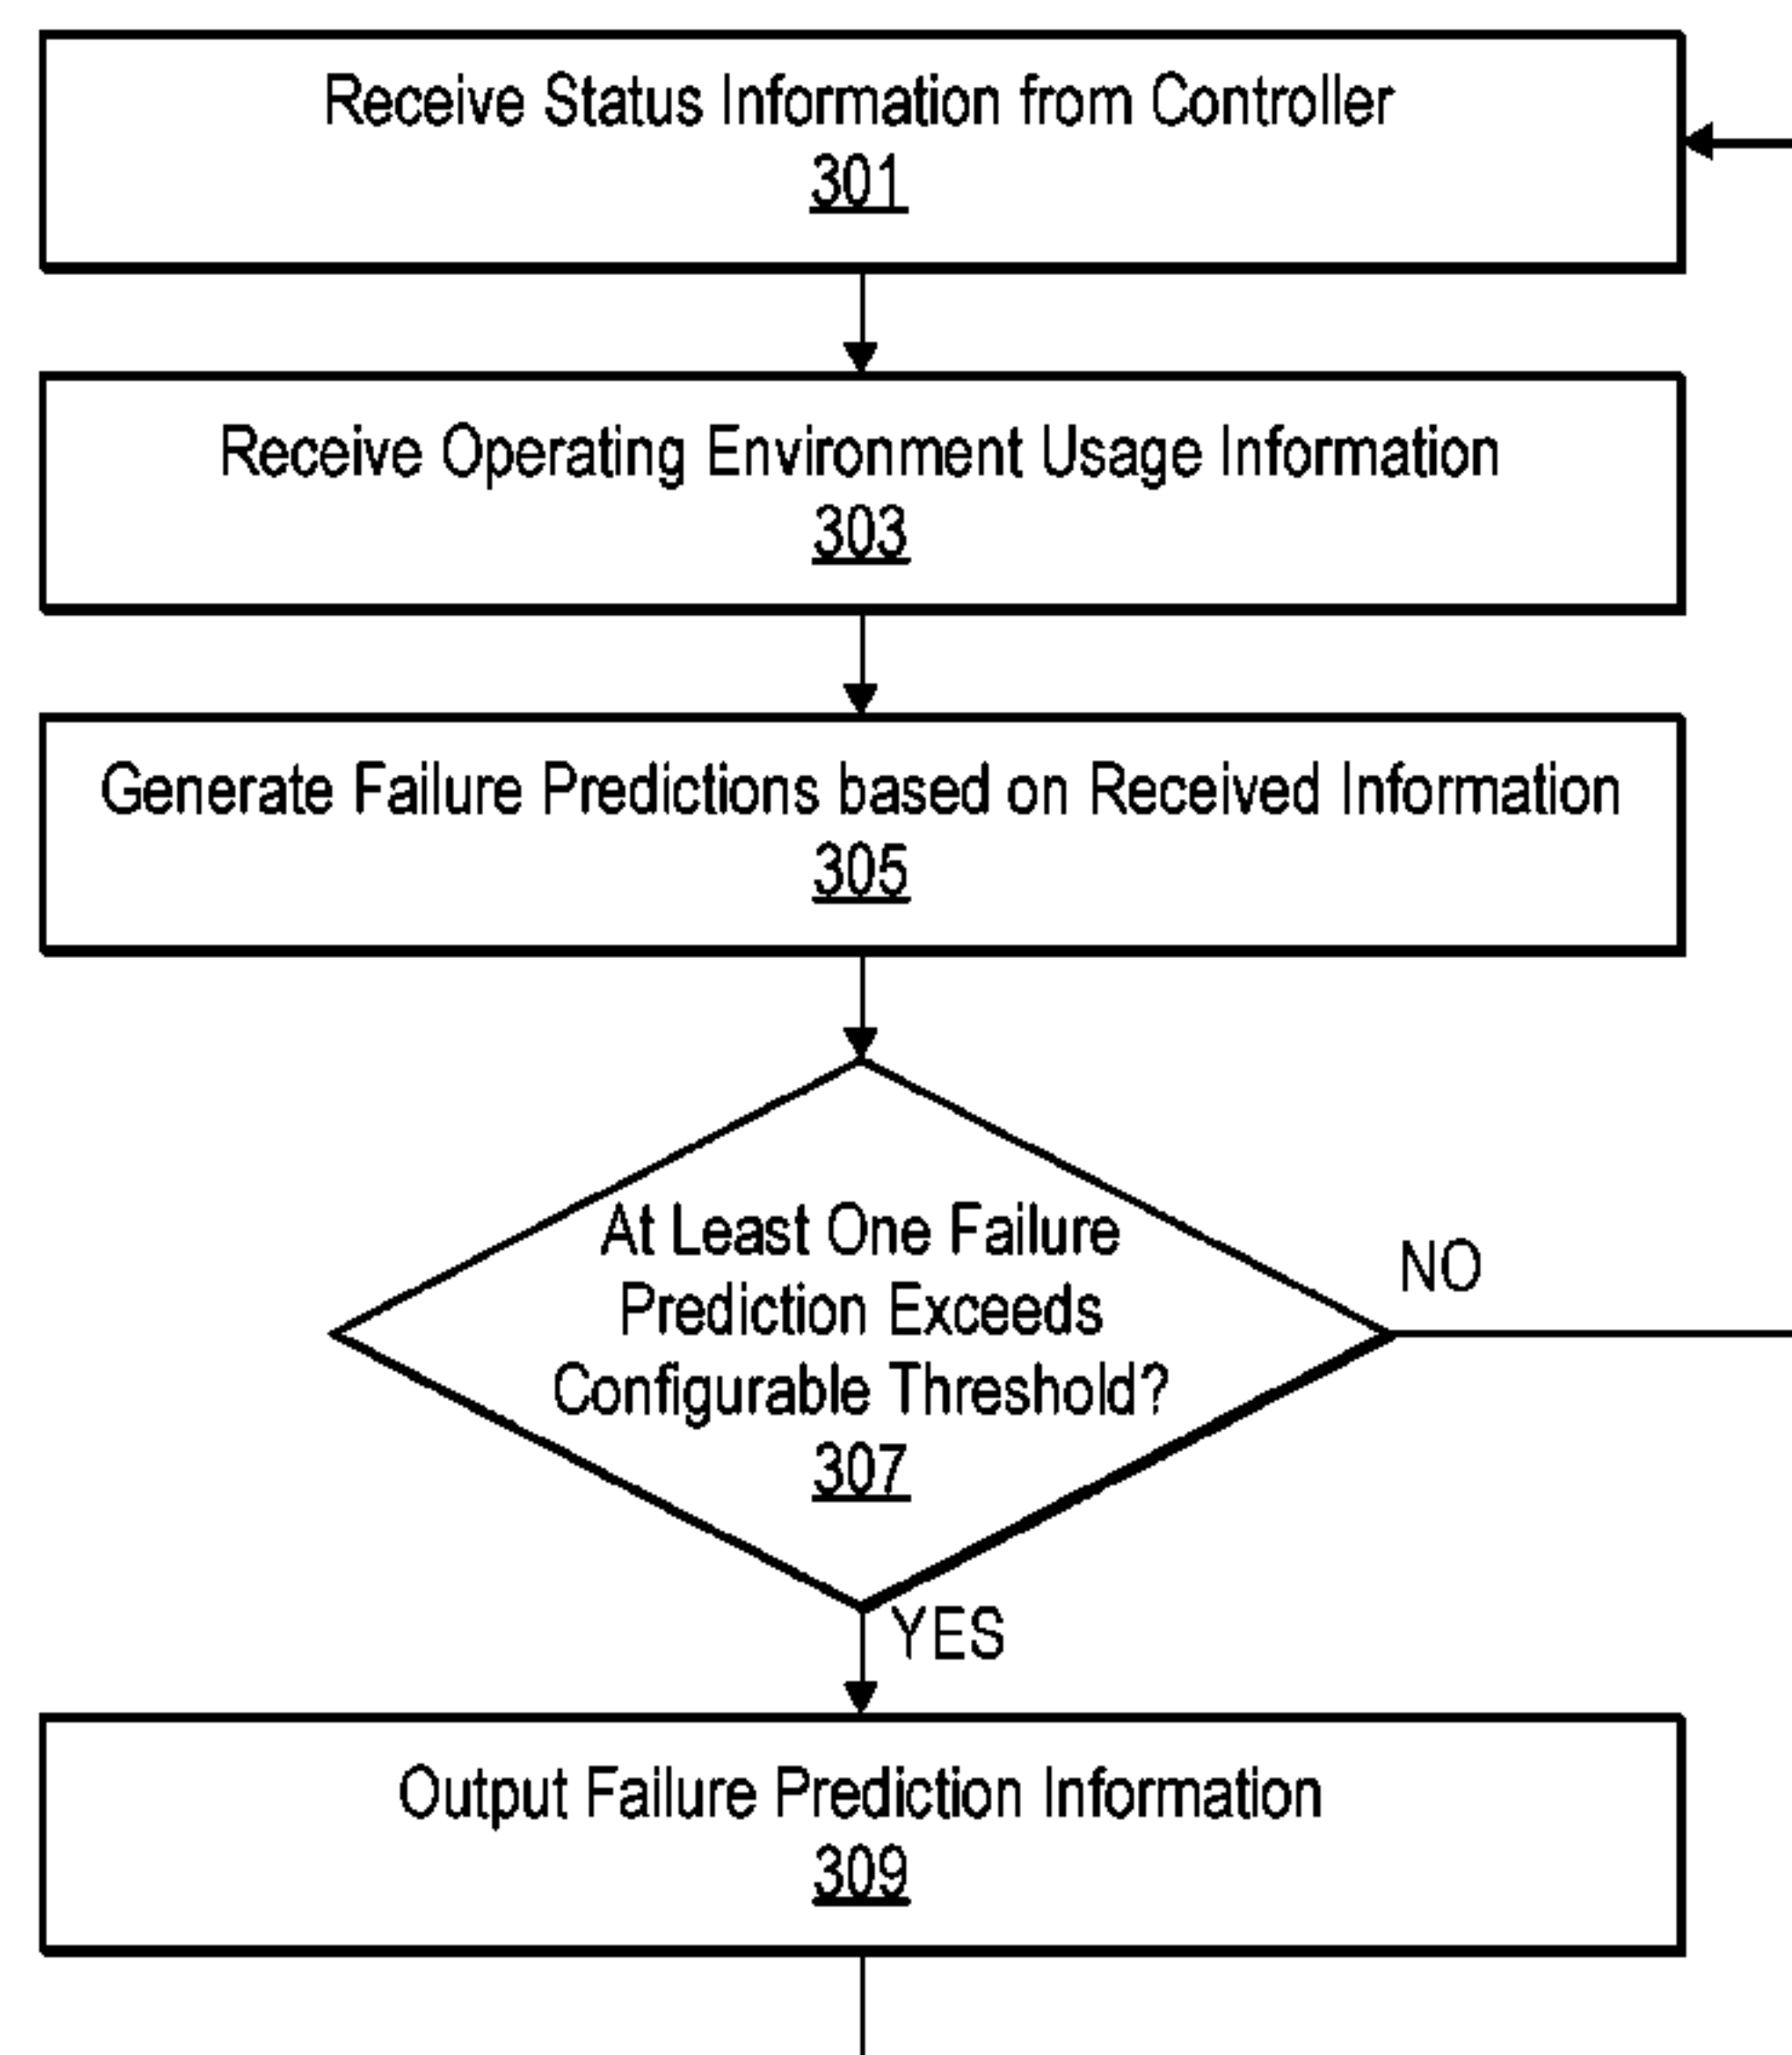 Receive Status Information from Controller
301
Receive Operating Environment Usage Information
303
Generate Failure Predictions based on Received Information
305
At Least One Failure
Prediction Exceeds
Configurable Threshold?
307
NO
YES
Output Failure Prediction Information
309